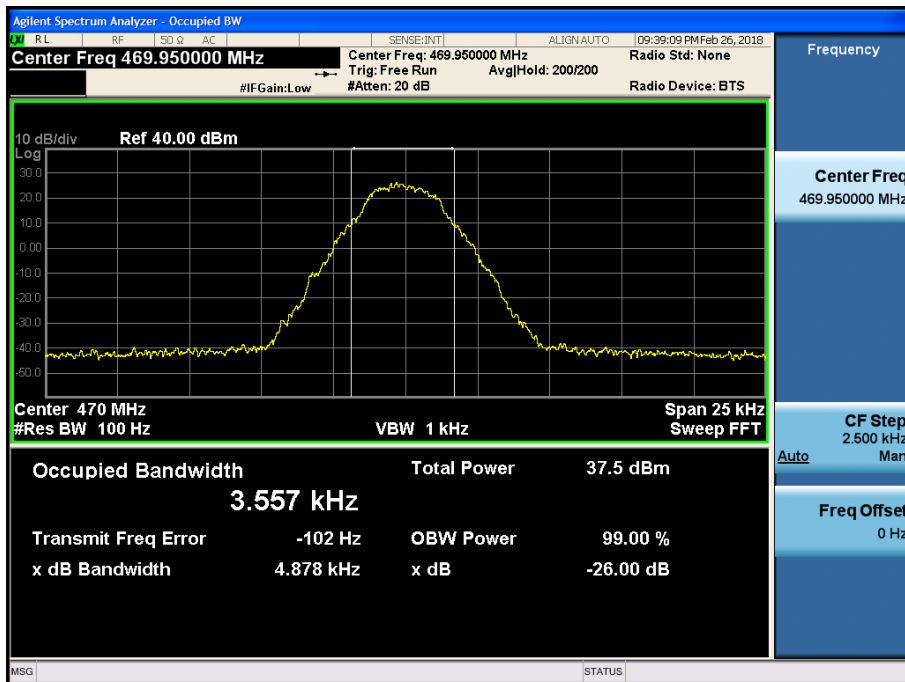 Agilent Spectrum Analyzer - Occupied BW
LXI RL RF 50 Ω AC SENSE:INT ALIGN AUTO 09:39:09 PM Feb 26, 2018
Center Freq 469.950000 MHz
Center Freq: 469.950000 MHz
Radio Std: None
Trig: Free Run Avg|Hold: 200/200
#IFGain:Low #Atten: 20 dB Radio Device: BTS
10 dB/div Ref 40.00 dBm
Log
30.0
20.0
10.0
0.00
-10.0
-20.0
-30.0
-40.0
-50.0
Center 470 MHz Span 25 kHz
#Res BW 100 Hz VBW 1 kHz Sweep FFT
Occupied Bandwidth Total Power 37.5 dBm
3.557 kHz
Transmit Freq Error -102 Hz OBW Power 99.00 %
x dB Bandwidth 4.878 kHz x dB -26.00 dB
MSG STATUS
Frequency
Center Freq
469.950000 MHz
CF Step
2.500 kHz
Auto Man
Freq Offset
0 Hz